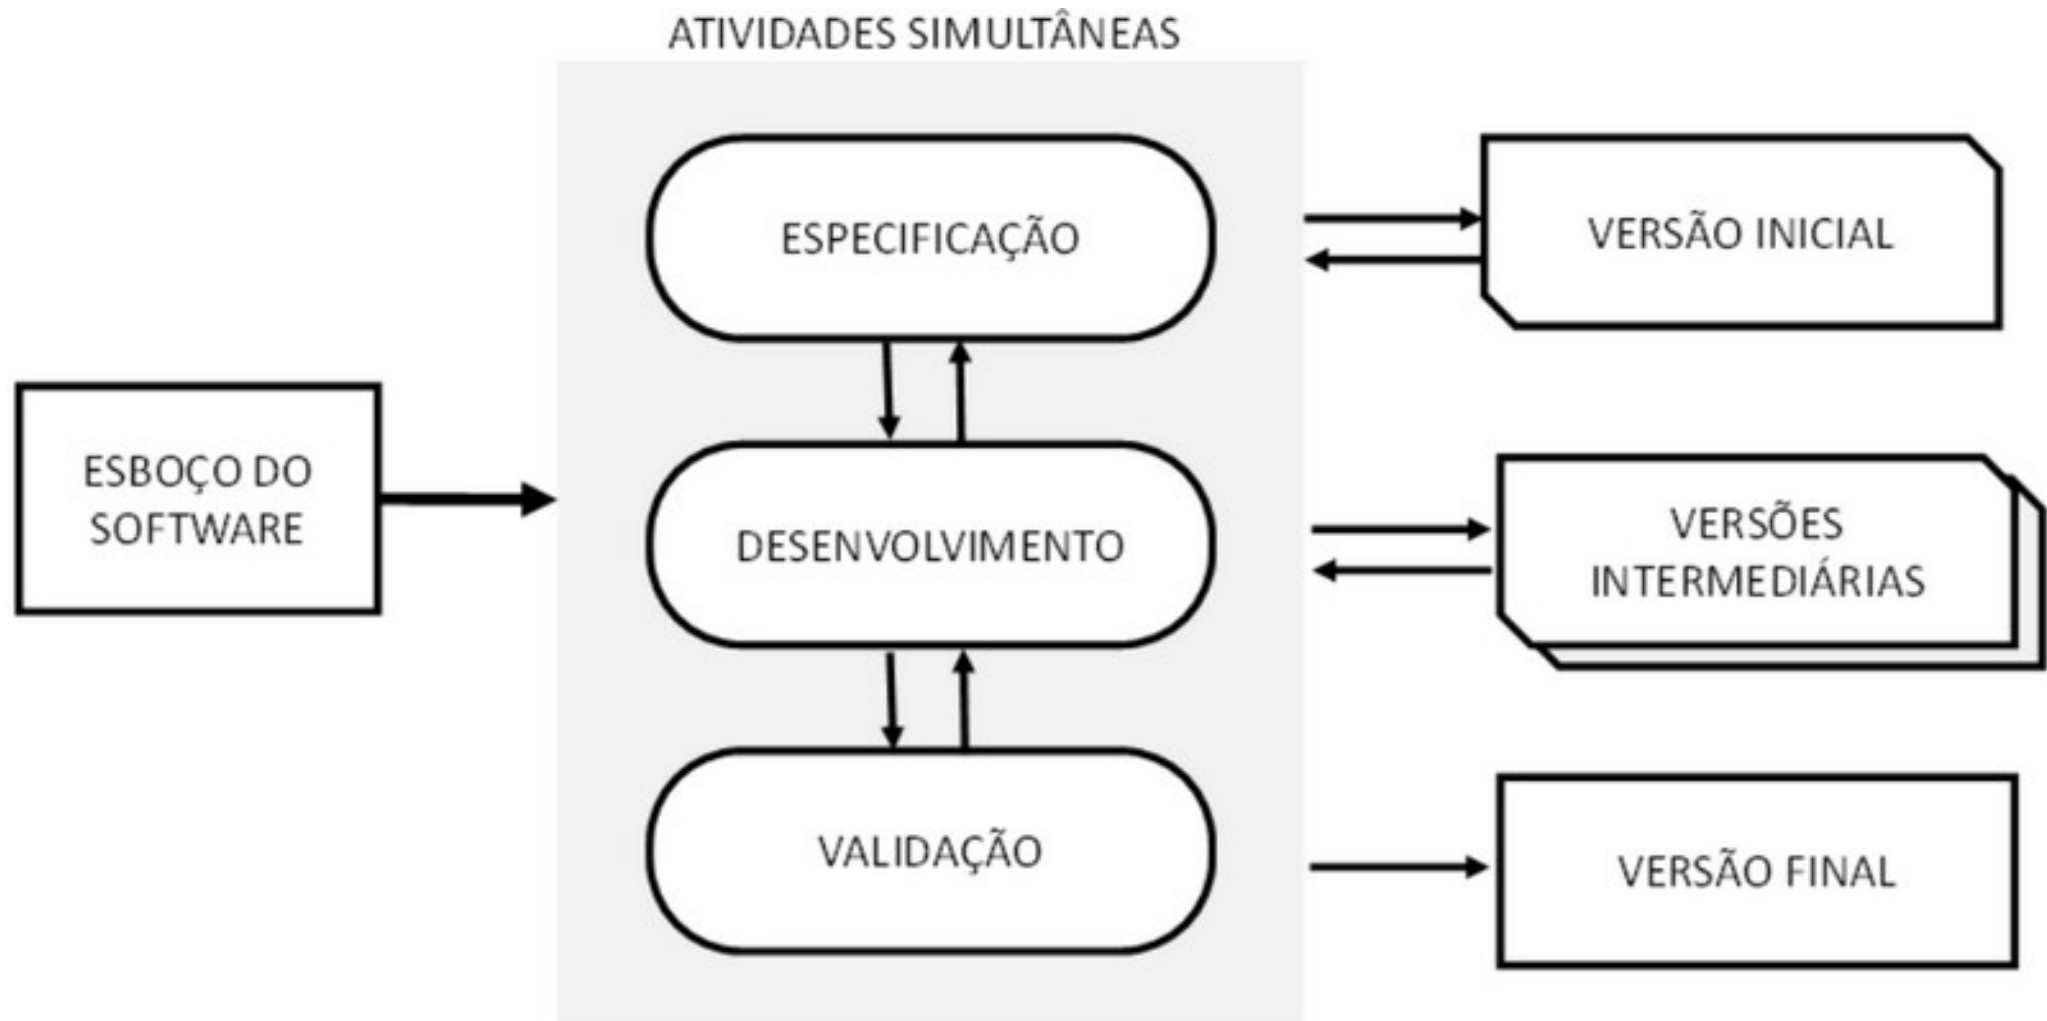 ATIVIDADES SIMULTÂNEAS
ESPECIFICAÇÃO
VERSÃO INICIAL
ESBOÇO DO
SOFTWARE
DESENVOLVIMENTO
VERSÕES
INTERMEDIÁRIAS
VALIDAÇÃO
VERSÃO FINAL